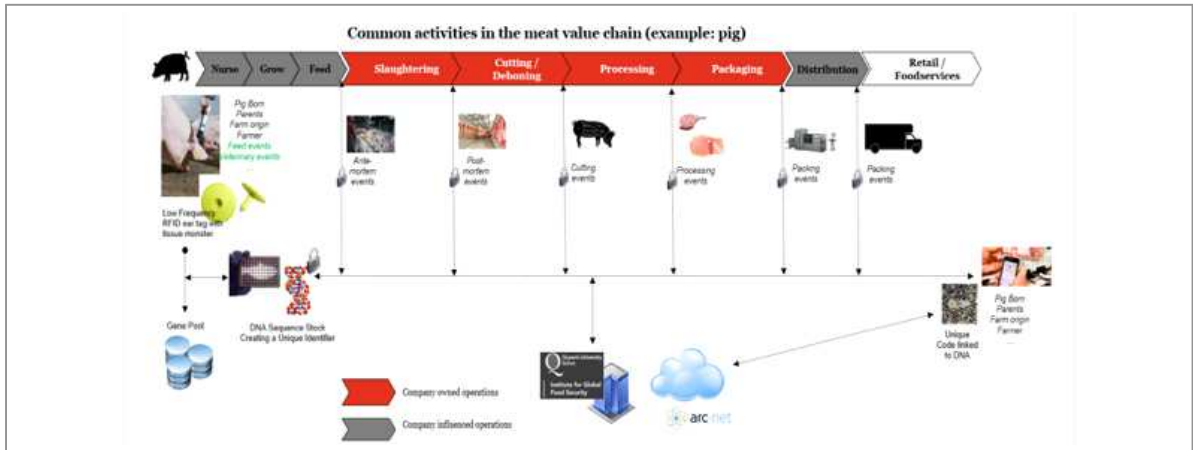 Common activities in the meat value chain (example: pig)
Nurse
Grow
Feed
Slaughtering
Cutting /
Deboning
Processing
Packaging
Distribution
Retail /
Foodservices
Pig Born
Parents
Farm origin
Farmer
Feed events
Veterinary events
Ante-
mortem
events
Post-
mortem
events
Cutting
events
Processing
events
Packing
events
Packing
events
Low Frequency
RFID ear tag with
tissue monster
Gene Pool
DNA Sequence Stock
Creating a Unique Identifier
Unique
Code linked
to DNA
Pig Born
Parents
Farm origin
Farmer
...
Queen's University
Belfast
Institute for Global
Food Security
arc-net
Company owned operations
Company influenced operations